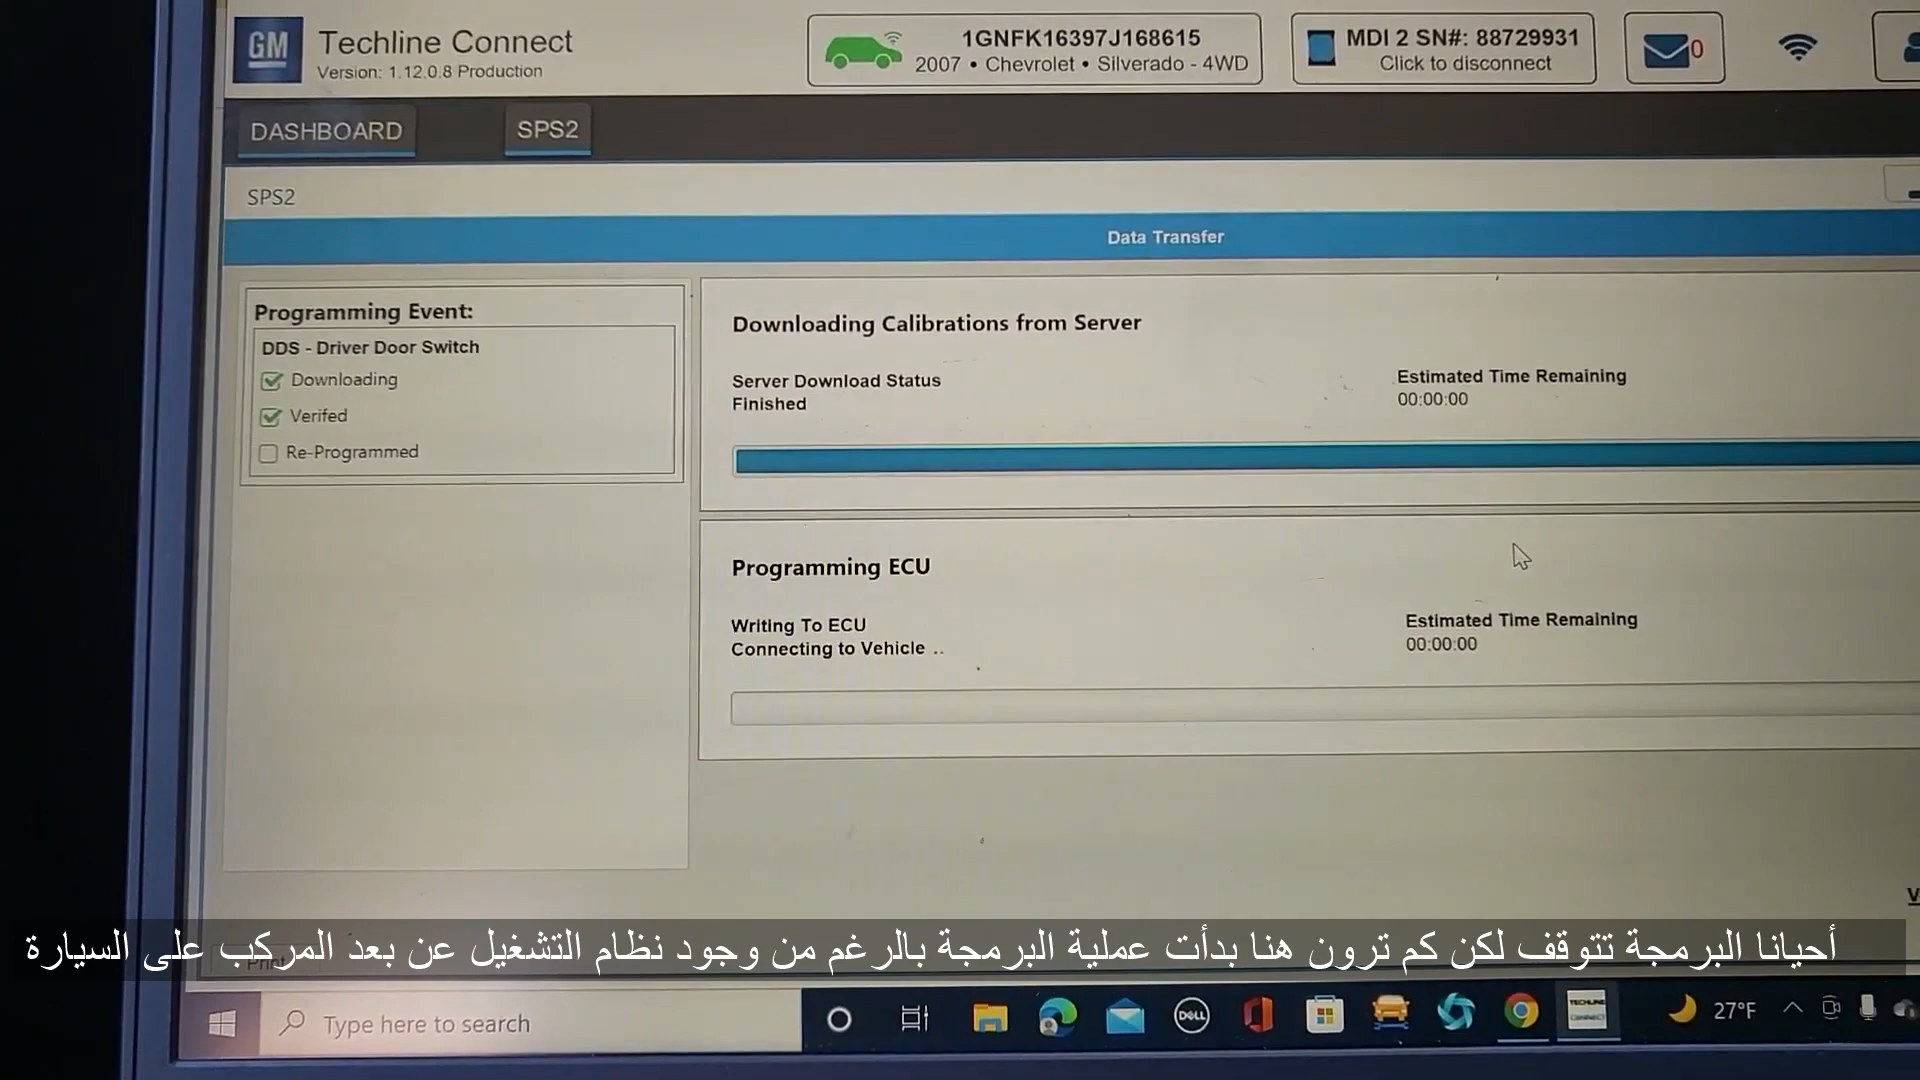 GM
Techline Connect
Version: 1.12.0.8 Production
1GNFK16397J168615
2007 • Chevrolet • Silverado - 4WD
MDI 2 SN#: 88729931
Click to disconnect
0
DASHBOARD
SPS2
SPS2
Data Transfer
Programming Event:
DDS - Driver Door Switch
Downloading
Verifed
Re-Programmed
Downloading Calibrations from Server
Server Download Status
Finished
Estimated Time Remaining
00:00:00
Programming ECU
Writing To ECU
Connecting to Vehicle ..
Estimated Time Remaining
00:00:00
Print
أحيانا البرمجة تتوقف لكن كم ترون هنا بدأت عملية البرمجة بالرغم من وجود نظام التشغيل عن بعد المركب على السيارة
Type here to search
DELL
TECHLINE
CONNECT
27°F